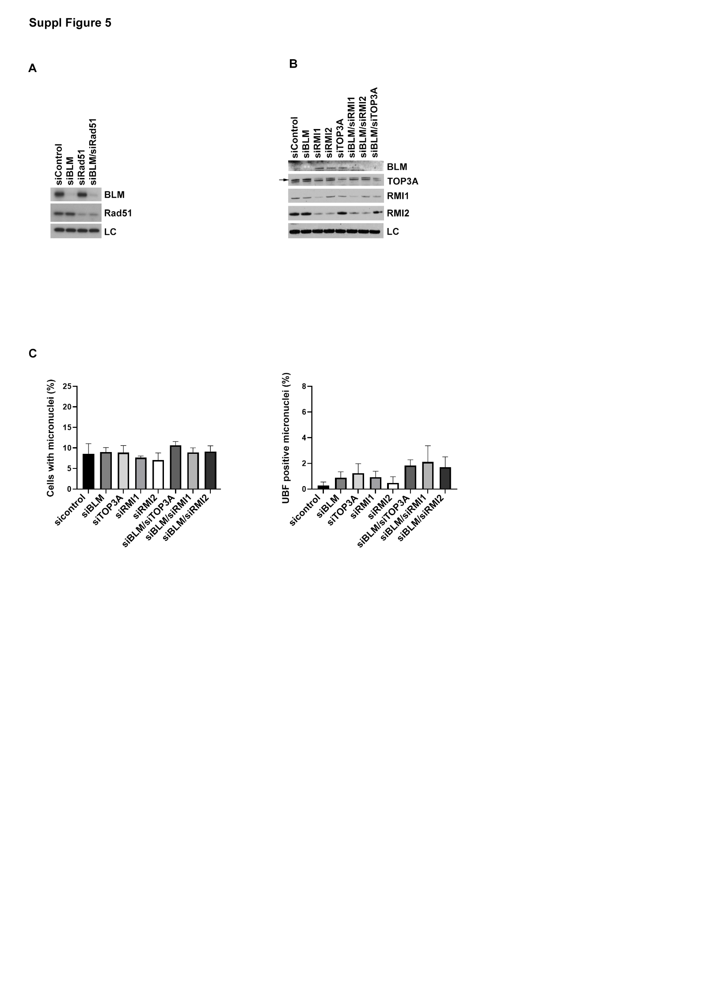 Suppl Figure 5
A
siControl
siBLM
siRad51
siBLM/siRad51
BLM
Rad51
LC
B
siControl
siBLM
siRMI1
siRMI2
siTOP3A
siBLM/siRMI1
siBLM/siRMI2
siBLM/siTOP3A
BLM
TOP3A
RMI1
RMI2
LC
C
Cells with micronuclei (%)
25
20
15
10
5
0
sicontrol
siBLM
siTOP3A
siRMI1
siRMI2
siBLM/siTOP3A
siBLM/siRMI1
siBLM/siRMI2
UBF positive micronuclei (%)
8
6
4
2
0
sicontrol
siBLM
siTOP3A
siRMI1
siRMI2
siBLM/siTOP3A
siBLM/siRMI1
siBLM/siRMI2